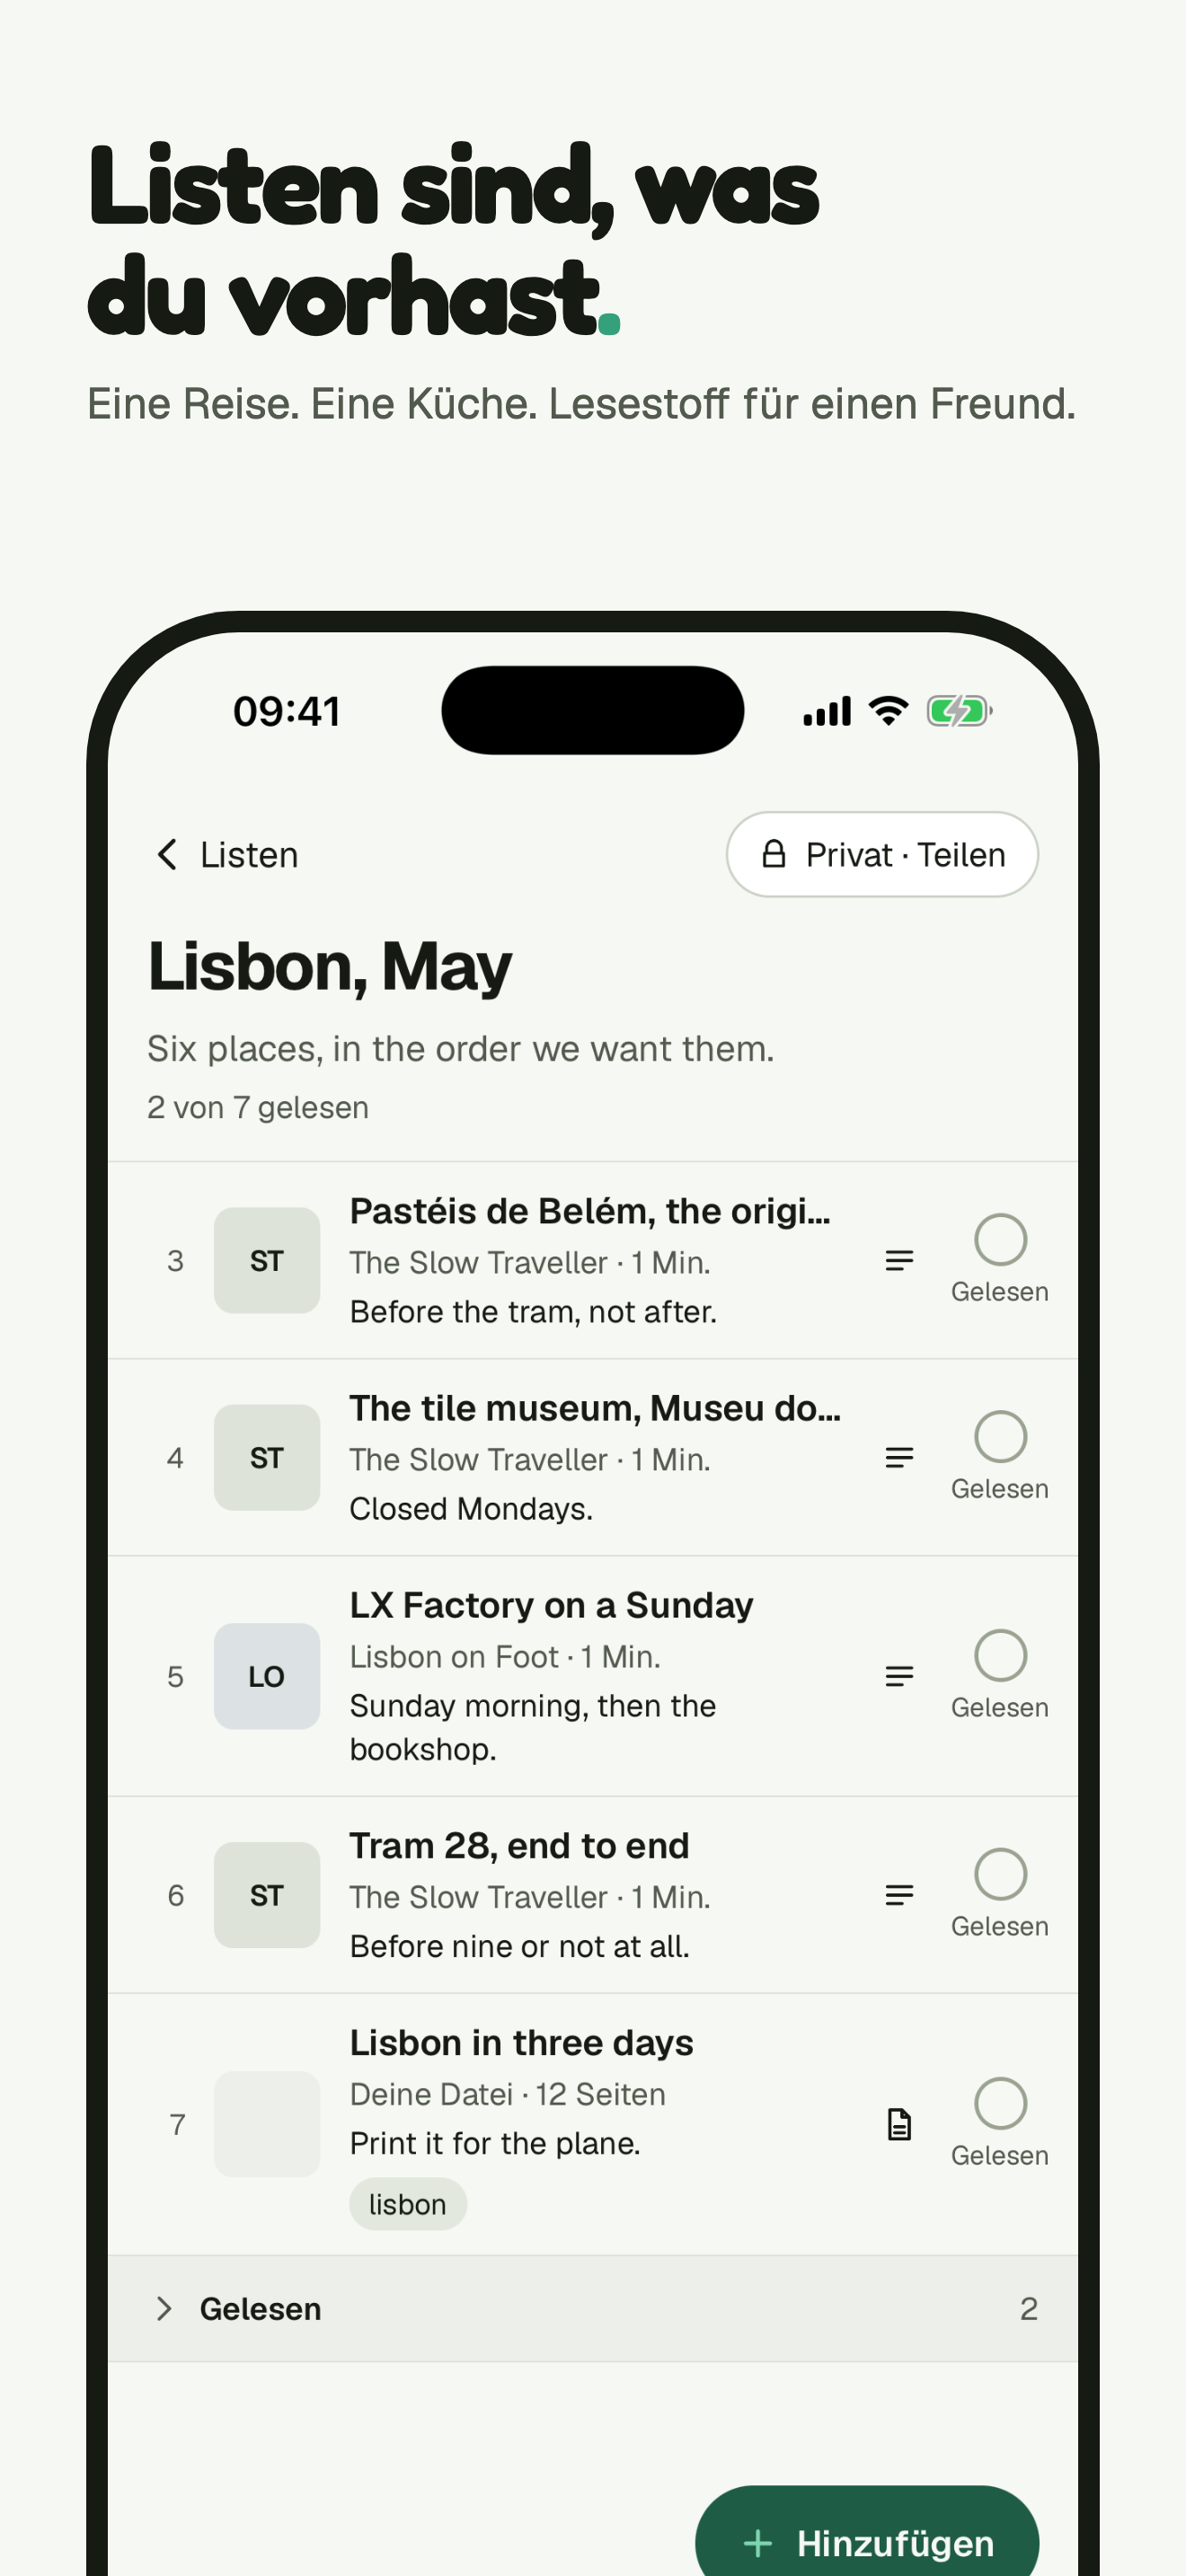 Listen sind, was
du vorhast.
Eine Reise. Eine Küche. Lesestoff für einen Freund.
09:41
Listen
Privat · Teilen
Lisbon, May
Six places, in the order we want them.
2 von 7 gelesen
3
ST
Pastéis de Belém, the origi...
The Slow Traveller · 1 Min.
Before the tram, not after.
Gelesen
4
ST
The tile museum, Museu do...
The Slow Traveller · 1 Min.
Closed Mondays.
Gelesen
5
LO
LX Factory on a Sunday
Lisbon on Foot · 1 Min.
Sunday morning, then the
bookshop.
Gelesen
6
ST
Tram 28, end to end
The Slow Traveller · 1 Min.
Before nine or not at all.
Gelesen
7
Lisbon in three days
Deine Datei · 12 Seiten
Print it for the plane.
lisbon
Gelesen
Gelesen
2
Hinzufügen